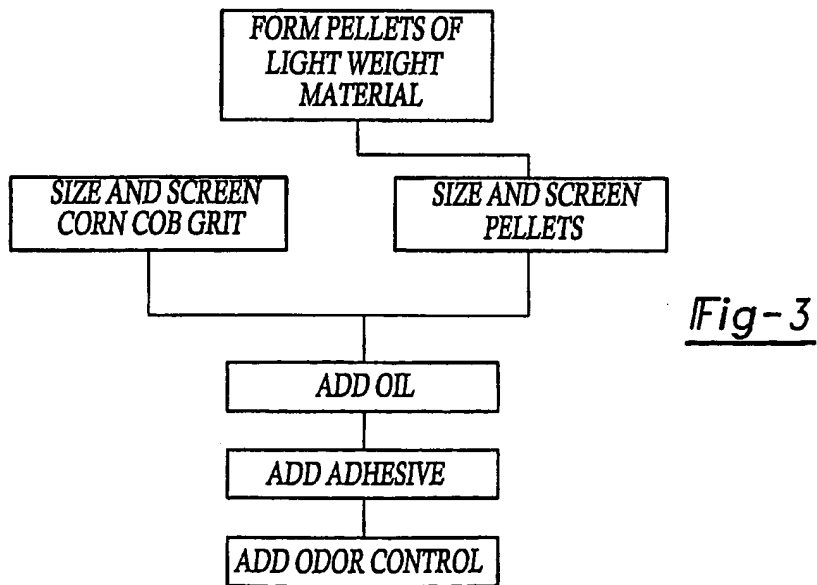 FORM PELLETS OF
LIGHT WEIGHT
MATERIAL
SIZE AND SCREEN
CORN COB GRIT
SIZE AND SCREEN
PELLETS
Fig-3
ADD OIL
ADD ADHESIVE
ADD ODOR CONTROL